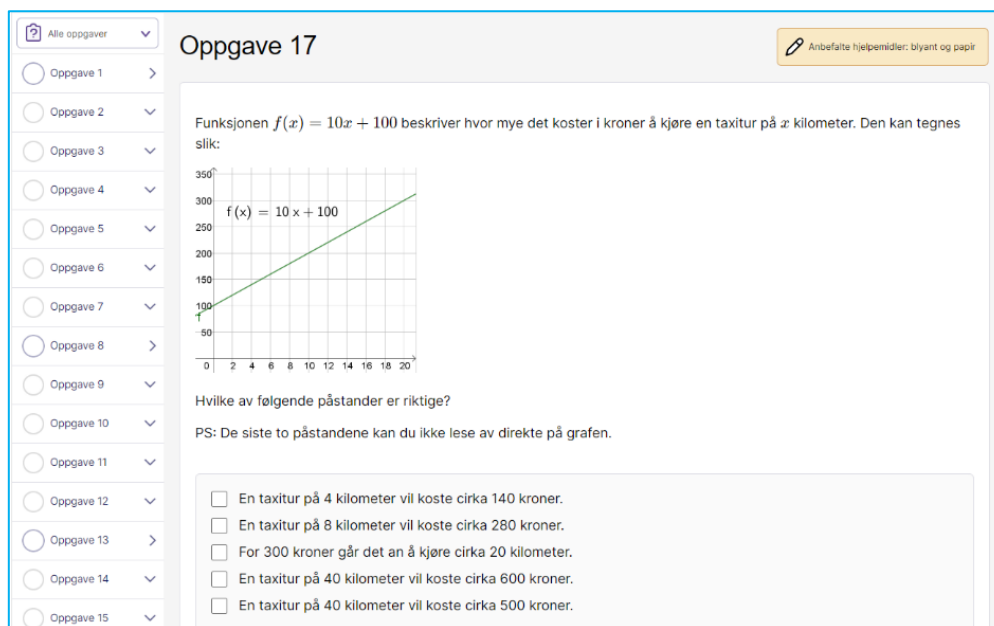 Alle oppgaver
Oppgave 1
Oppgave 2
Oppgave 3
Oppgave 4
Oppgave 5
Oppgave 6
Oppgave 7
Oppgave 8
Oppgave 9
Oppgave 10
Oppgave 11
Oppgave 12
Oppgave 13
Oppgave 14
Oppgave 15
Oppgave 17
Anbefalte hjelpemidler: blyant og papir
Funksjonen f(x) = 10x + 100 beskriver hvor mye det koster i kroner å kjøre en taxitur på x kilometer. Den kan tegnes
slik:
350
300
f(x) = 10 x + 100
250
200
150
100
f
50
0 2 4 6 8 10 12 14 16 18 20
Hvilke av følgende påstander er riktige?
PS: De siste to påstandene kan du ikke lese av direkte på grafen.
En taxitur på 4 kilometer vil koste cirka 140 kroner.
En taxitur på 8 kilometer vil koste cirka 280 kroner.
For 300 kroner går det an å kjøre cirka 20 kilometer.
En taxitur på 40 kilometer vil koste cirka 600 kroner.
En taxitur på 40 kilometer vil koste cirka 500 kroner.